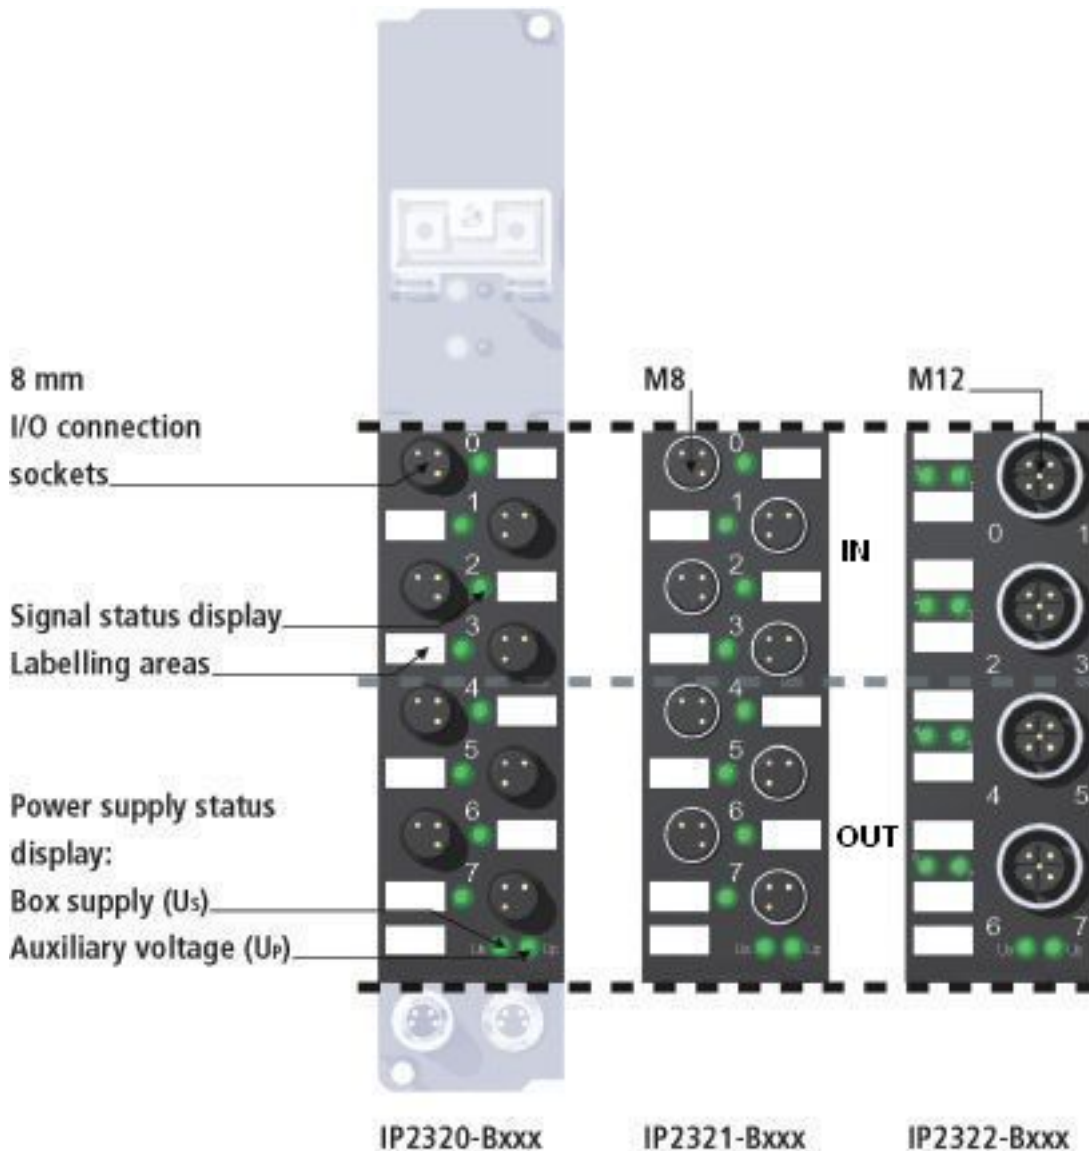 8 mm
M8
M12
I/O connection
sockets
0
0
1
1
0
1
IN
2
2
Signal status display
3
3
Labelling areas
2
3
4
4
5
5
4
5
Power supply status
6
6
OUT
display:
7
7
Box supply (Us)
6
7
Auxiliary voltage (UP)
Us
Up
Us
Up
Us
IP2320-Bxxx
IP2321-Bxxx
IP2322-Bxxx